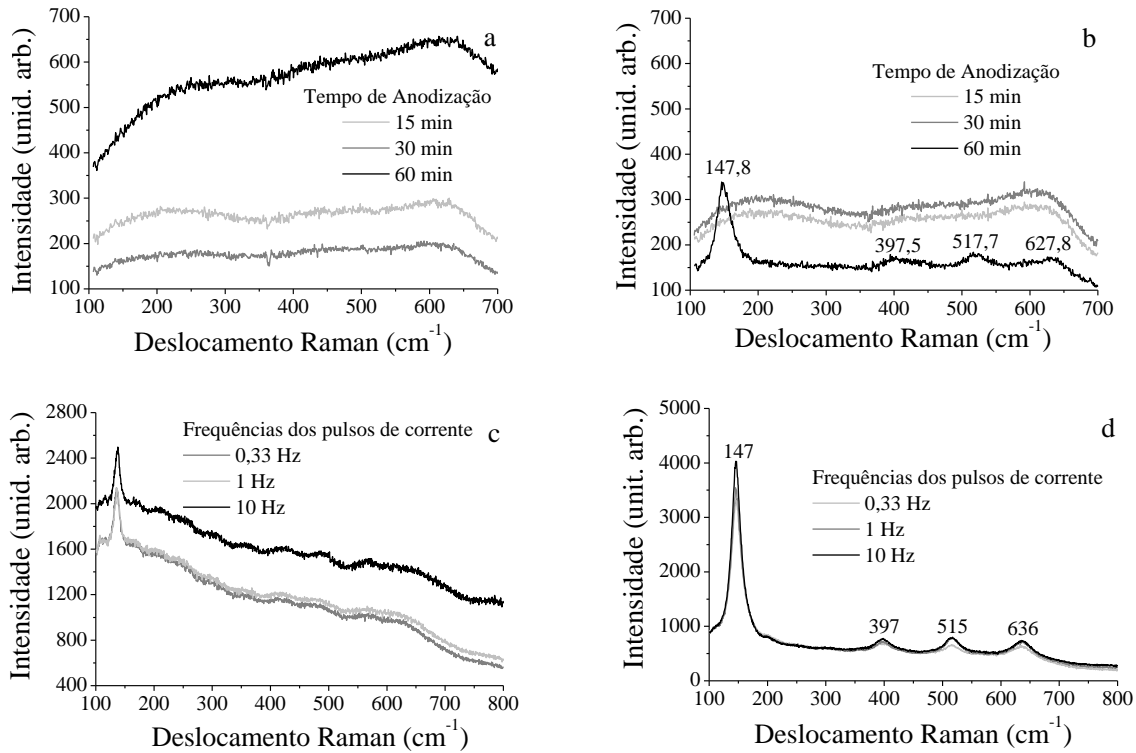 a
Intensidade (unid. arb.)
700
600
500
400
300
200
100
Tempo de Anodização
15 min
30 min
60 min
100 200 300 400 500 600 700
Deslocamento Raman (cm⁻¹)
b
Intensidade (unid. arb.)
700
600
500
400
300
200
100
Tempo de Anodização
15 min
30 min
60 min
147,8
397,5
517,7
627,8
100 200 300 400 500 600 700
Deslocamento Raman (cm⁻¹)
c
Intensidade (unid. arb.)
2800
2400
2000
1600
1200
800
400
Frequências dos pulsos de corrente
0,33 Hz
1 Hz
10 Hz
100 200 300 400 500 600 700 800
Deslocamento Raman (cm⁻¹)
d
Intensidade (unit. arb.)
5000
4000
3000
2000
1000
0
147
Frequências dos pulsos de corrente
0,33 Hz
1 Hz
10 Hz
397
515
636
100 200 300 400 500 600 700 800
Deslocamento Raman (cm⁻¹)